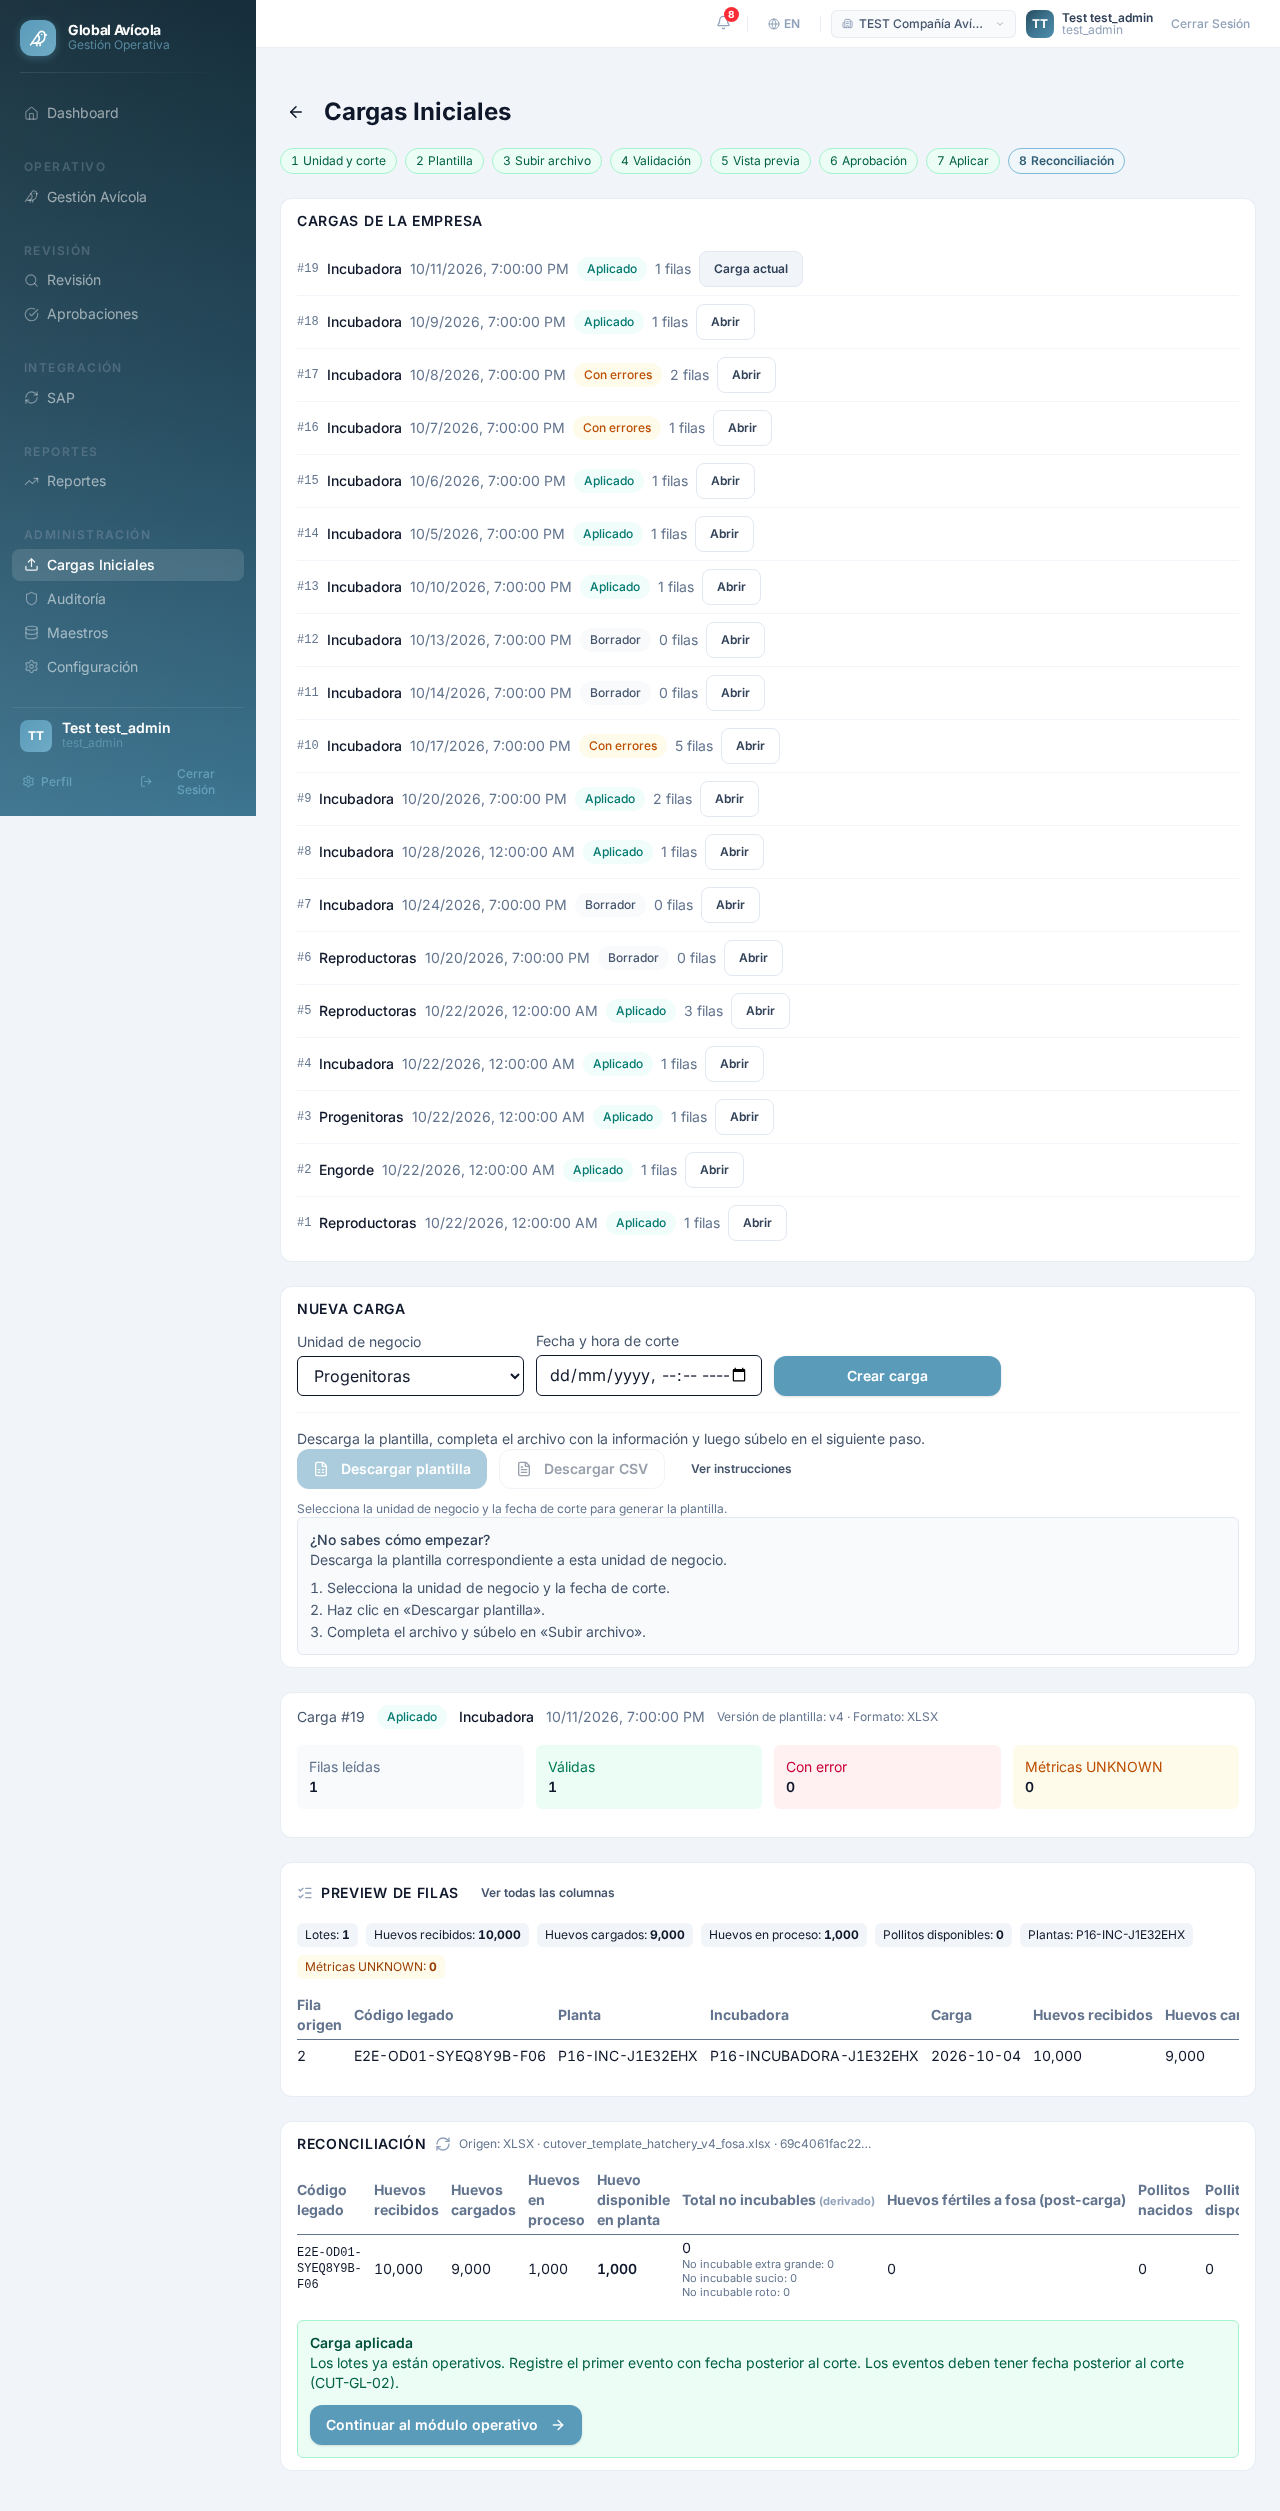 Global Avícola
Gestión Operativa
Dashboard
OPERATIVO
Gestión Avícola
REVISIÓN
Revisión
Aprobaciones
INTEGRACIÓN
SAP
REPORTES
Reportes
ADMINISTRACIÓN
Cargas Iniciales
Auditoría
Maestros
Configuración
TT Test test_admin
test_admin
Perfil Cerrar Sesión
8 EN TEST Compañía Aví... TT Test test_admin Cerrar Sesión
test_admin
Cargas Iniciales
1 Unidad y corte 2 Plantilla 3 Subir archivo 4 Validación 5 Vista previa 6 Aprobación 7 Aplicar 8 Reconciliación
CARGAS DE LA EMPRESA
#19 Incubadora 10/11/2026, 7:00:00 PM Aplicado 1 filas Carga actual
#18 Incubadora 10/9/2026, 7:00:00 PM Aplicado 1 filas Abrir
#17 Incubadora 10/8/2026, 7:00:00 PM Con errores 2 filas Abrir
#16 Incubadora 10/7/2026, 7:00:00 PM Con errores 1 filas Abrir
#15 Incubadora 10/6/2026, 7:00:00 PM Aplicado 1 filas Abrir
#14 Incubadora 10/5/2026, 7:00:00 PM Aplicado 1 filas Abrir
#13 Incubadora 10/10/2026, 7:00:00 PM Aplicado 1 filas Abrir
#12 Incubadora 10/13/2026, 7:00:00 PM Borrador 0 filas Abrir
#11 Incubadora 10/14/2026, 7:00:00 PM Borrador 0 filas Abrir
#10 Incubadora 10/17/2026, 7:00:00 PM Con errores 5 filas Abrir
#9 Incubadora 10/20/2026, 7:00:00 PM Aplicado 2 filas Abrir
#8 Incubadora 10/28/2026, 12:00:00 AM Aplicado 1 filas Abrir
#7 Incubadora 10/24/2026, 7:00:00 PM Borrador 0 filas Abrir
#6 Reproductoras 10/20/2026, 7:00:00 PM Borrador 0 filas Abrir
#5 Reproductoras 10/22/2026, 12:00:00 AM Aplicado 3 filas Abrir
#4 Incubadora 10/22/2026, 12:00:00 AM Aplicado 1 filas Abrir
#3 Progenitoras 10/22/2026, 12:00:00 AM Aplicado 1 filas Abrir
#2 Engorde 10/22/2026, 12:00:00 AM Aplicado 1 filas Abrir
#1 Reproductoras 10/22/2026, 12:00:00 AM Aplicado 1 filas Abrir
NUEVA CARGA
Unidad de negocio Fecha y hora de corte
Progenitoras dd/mm/yyyy, --:-- ---- Crear carga
Descarga la plantilla, completa el archivo con la información y luego súbelo en el siguiente paso.
Descargar plantilla Descargar CSV Ver instrucciones
Selecciona la unidad de negocio y la fecha de corte para generar la plantilla.
¿No sabes cómo empezar?
Descarga la plantilla correspondiente a esta unidad de negocio.
1. Selecciona la unidad de negocio y la fecha de corte.
2. Haz clic en «Descargar plantilla».
3. Completa el archivo y súbelo en «Subir archivo».
Carga #19 Aplicado Incubadora 10/11/2026, 7:00:00 PM Versión de plantilla: v4 · Formato: XLSX
Filas leídas Válidas Con error Métricas UNKNOWN
1 1 0 0
PREVIEW DE FILAS Ver todas las columnas
Lotes: 1 Huevos recibidos: 10,000 Huevos cargados: 9,000 Huevos en proceso: 1,000 Pollitos disponibles: 0 Plantas: P16-INC-J1E32EHX
Métricas UNKNOWN: 0
Fila origen Código legado Planta Incubadora Carga Huevos recibidos Huevos car
2 E2E-OD01-SYEQ8Y9B-F06 P16-INC-J1E32EHX P16-INCUBADORA-J1E32EHX 2026-10-04 10,000 9,000
RECONCILIACIÓN Origen: XLSX · cutover_template_hatchery_v4_fosa.xlsx · 69c4061fac22...
Código legado Huevos recibidos Huevos cargados Huevos en proceso Huevo disponible en planta Total no incubables (derivado) Huevos fértiles a fosa (post-carga) Pollitos nacidos Pollit dispo
E2E-OD01-SYEQ8Y9B-F06 10,000 9,000 1,000 1,000 0 0 0 0
No incubable extra grande: 0
No incubable sucio: 0
No incubable roto: 0
Carga aplicada
Los lotes ya están operativos. Registre el primer evento con fecha posterior al corte. Los eventos deben tener fecha posterior al corte
(CUT-GL-02).
Continuar al módulo operativo